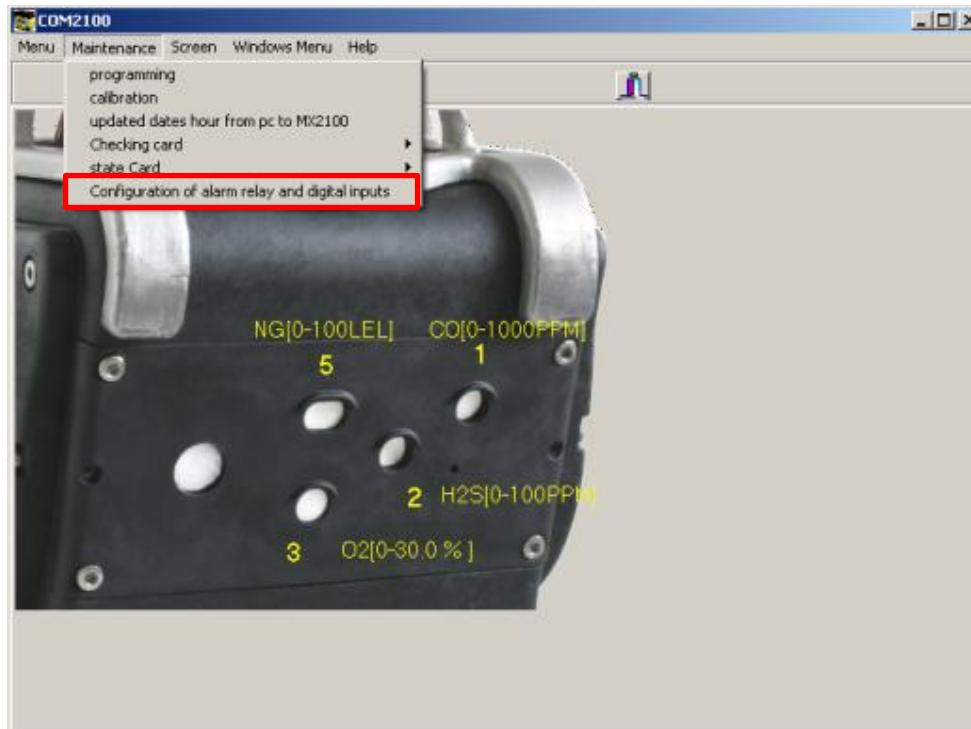 COM2100
Menu Maintenance Screen Windows Menu Help
programming
calibration
updated dates hour from pc to MX2100
Checking card
state Card
Configuration of alarm relay and digital inputs
NG[0-100LEL] CO[0-1000PPM]
5 1
2 H2S[0-100PPM]
3 O2[0-30.0 % ]